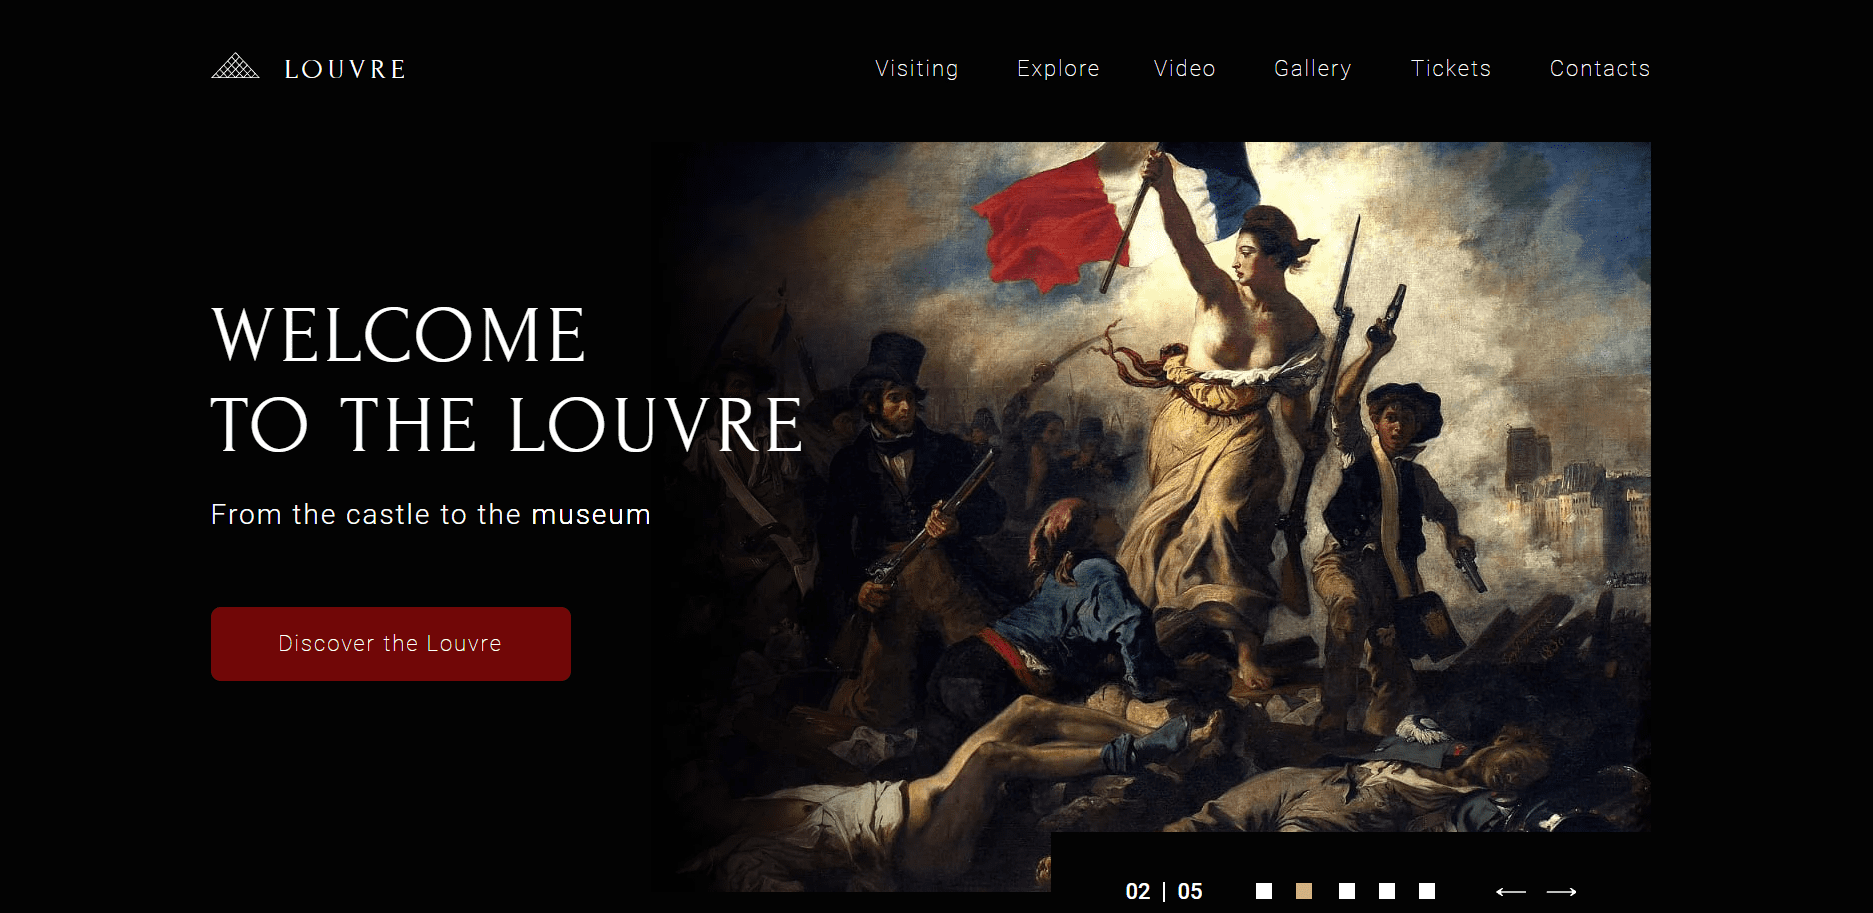 LOUVRE
Visiting Explore Video Gallery Tickets Contacts
WELCOME
TO THE LOUVRE
From the castle to the museum
Discover the Louvre
02 | 05